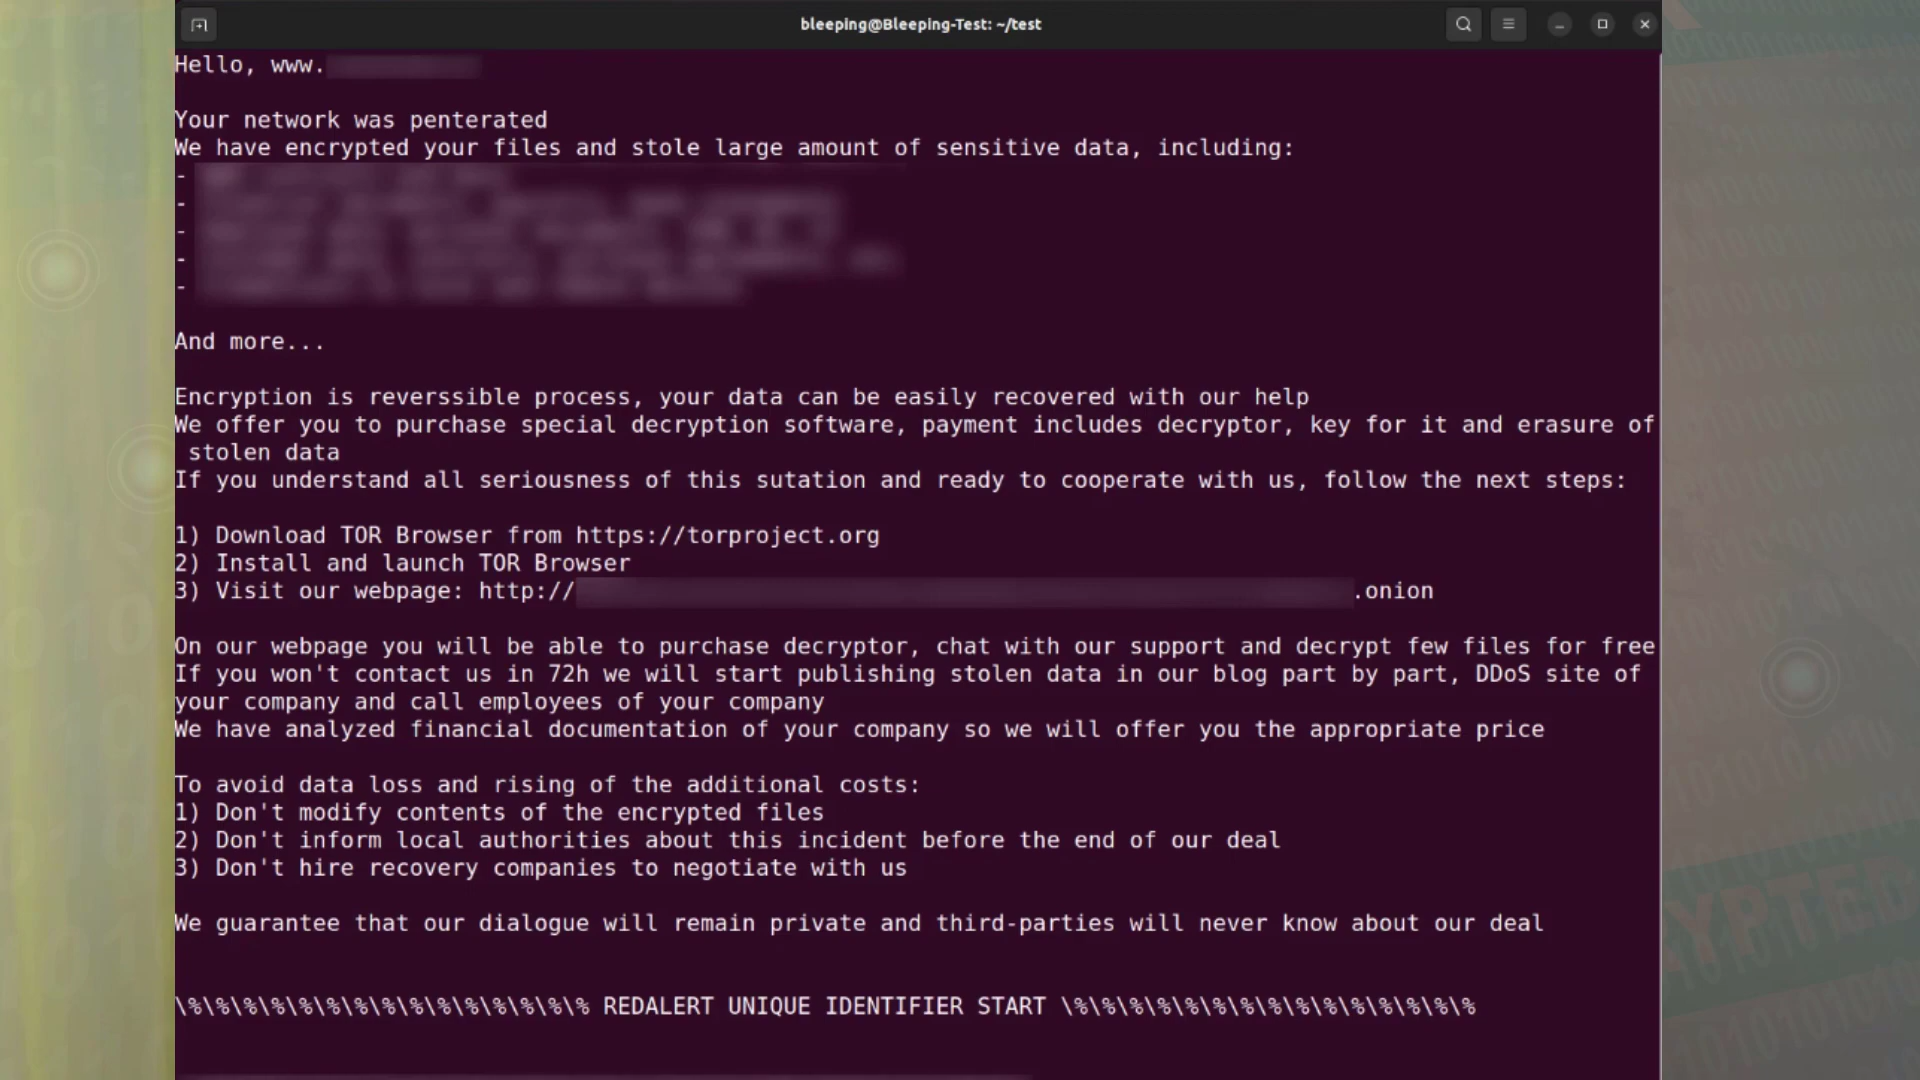 bleeping@Bleeping-Test: ~/test
Hello, www.
Your network was penterated
We have encrypted your files and stole large amount of sensitive data, including:
-
-
-
-
-
And more...
Encryption is reverssible process, your data can be easily recovered with our help
We offer you to purchase special decryption software, payment includes decryptor, key for it and erasure of
stolen data
If you understand all seriousness of this sutation and ready to cooperate with us, follow the next steps:
1) Download TOR Browser from https://torproject.org
2) Install and launch TOR Browser
3) Visit our webpage: http:// .onion
On our webpage you will be able to purchase decryptor, chat with our support and decrypt few files for free
If you won't contact us in 72h we will start publishing stolen data in our blog part by part, DDoS site of
your company and call employees of your company
We have analyzed financial documentation of your company so we will offer you the appropriate price
To avoid data loss and rising of the additional costs:
1) Don't modify contents of the encrypted files
2) Don't inform local authorities about this incident before the end of our deal
3) Don't hire recovery companies to negotiate with us
We guarantee that our dialogue will remain private and third-parties will never know about our deal
\%\%\%\%\%\%\%\%\%\%\%\%\%\%\% REDALERT UNIQUE IDENTIFIER START \%\%\%\%\%\%\%\%\%\%\%\%\%\%\%